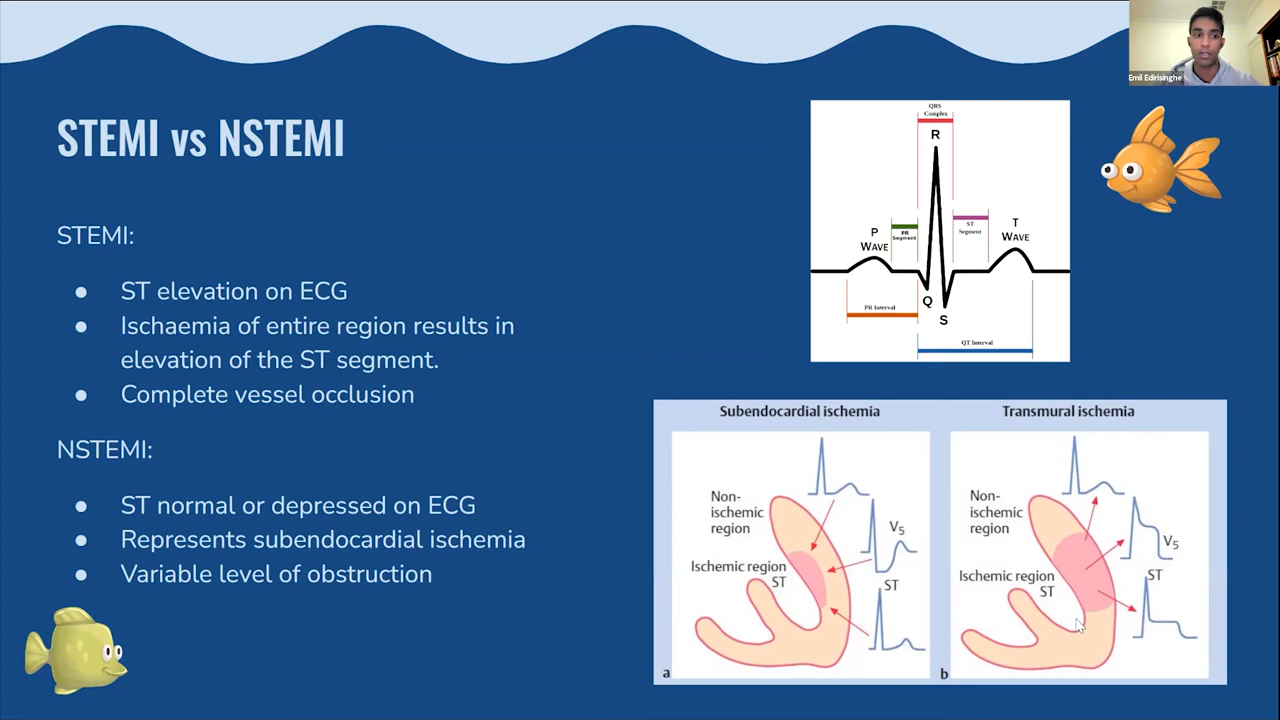 Emil Edirisinghe
STEMI vs NSTEMI
STEMI:
● ST elevation on ECG
● Ischaemia of entire region results in
elevation of the ST segment.
● Complete vessel occlusion
NSTEMI:
● ST normal or depressed on ECG
● Represents subendocardial ischemia
● Variable level of obstruction
QRS
Complex
R
P
WAVE
PR
Segment
ST
Segment
T
WAVE
Q
S
PR Interval
QT Interval
Subendocardial ischemia
Non-
ischemic
region
V5
Ischemic region
ST
ST
a
Transmural ischemia
Non-
ischemic
region
V5
Ischemic region
ST
ST
b